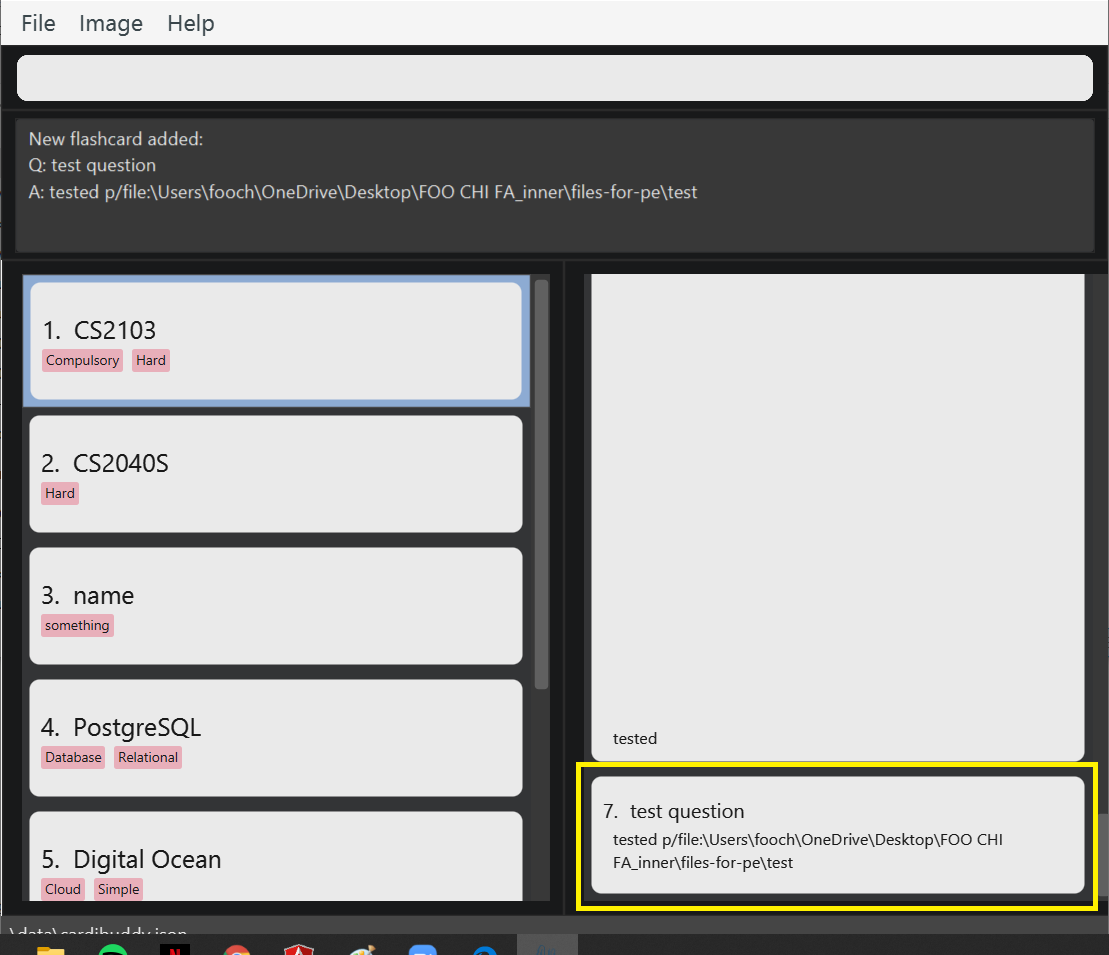 File Image Help
New flashcard added:
Q: test question
A: tested p/file:\Users\fooch\OneDrive\Desktop\FOO CHI FA_inner\files-for-pe\test
1. CS2103
Compulsory Hard
2. CS2040S
Hard
3. name
something
4. PostgreSQL
Database Relational
5. Digital Ocean
Cloud Simple
tested
7. test question
tested p/file:\Users\fooch\OneDrive\Desktop\FOO CHI
FA_inner\files-for-pe\test
.\data\cardibuddy.json